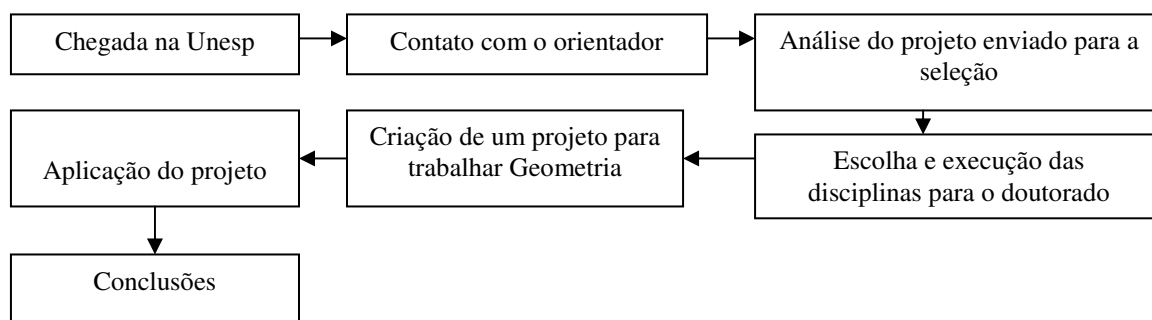 Chegada na Unesp
Contato com o orientador
Análise do projeto enviado para a
seleção
Escolha e execução das
disciplinas para o doutorado
Criação de um projeto para
trabalhar Geometria
Aplicação do projeto
Conclusões